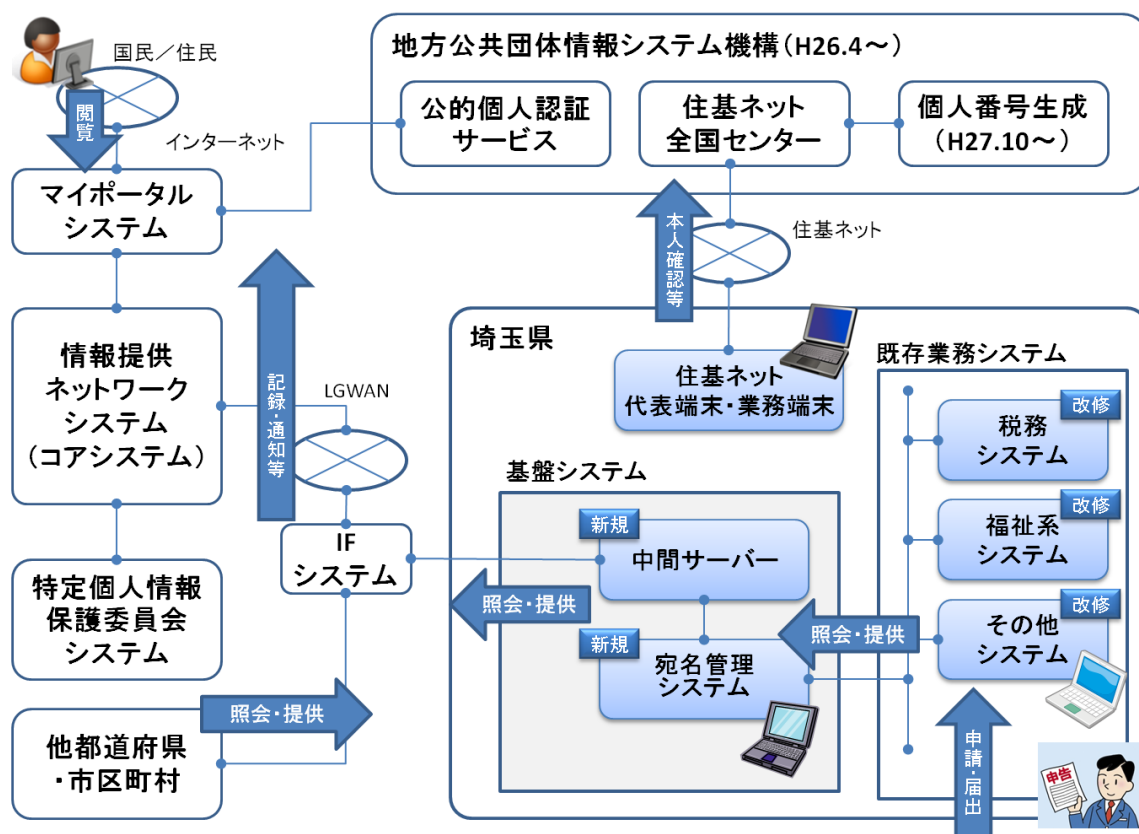 国民／住民
閲覧
インターネット
マイポータル
システム
情報提供
ネットワーク
システム
（コアシステム）
特定個人情報
保護委員会
システム
他都道府県
・市区町村
照会・提供
記録・通知等
LGWAN
IF
システム
地方公共団体情報システム機構（H26.4～）
公的個人認証
サービス
住基ネット
全国センター
個人番号生成
（H27.10～）
本人確認等
住基ネット
埼玉県
住基ネット
代表端末・業務端末
基盤システム
新規
中間サーバー
照会・提供
新規
宛名管理
システム
照会・提供
既存業務システム
改修
税務
システム
改修
福祉系
システム
改修
その他
システム
申請・届出
申告